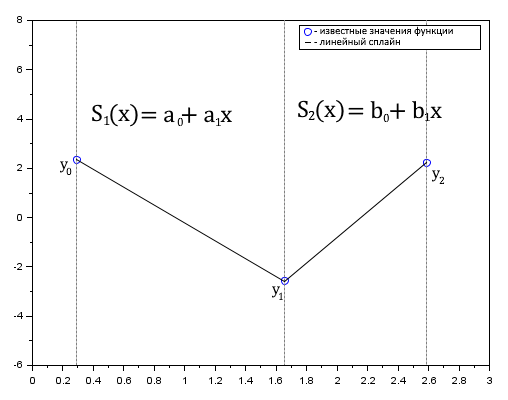 8
- известные значения функции
- линейный сплайн
6
S₁(x)= a₀+ a₁x
S₂(x)= b₀+ b₁x
4
y₀
y₂
2
0
-2
y₁
-4
-6
0 0.2 0.4 0.6 0.8 1 1.2 1.4 1.6 1.8 2 2.2 2.4 2.6 2.8 3